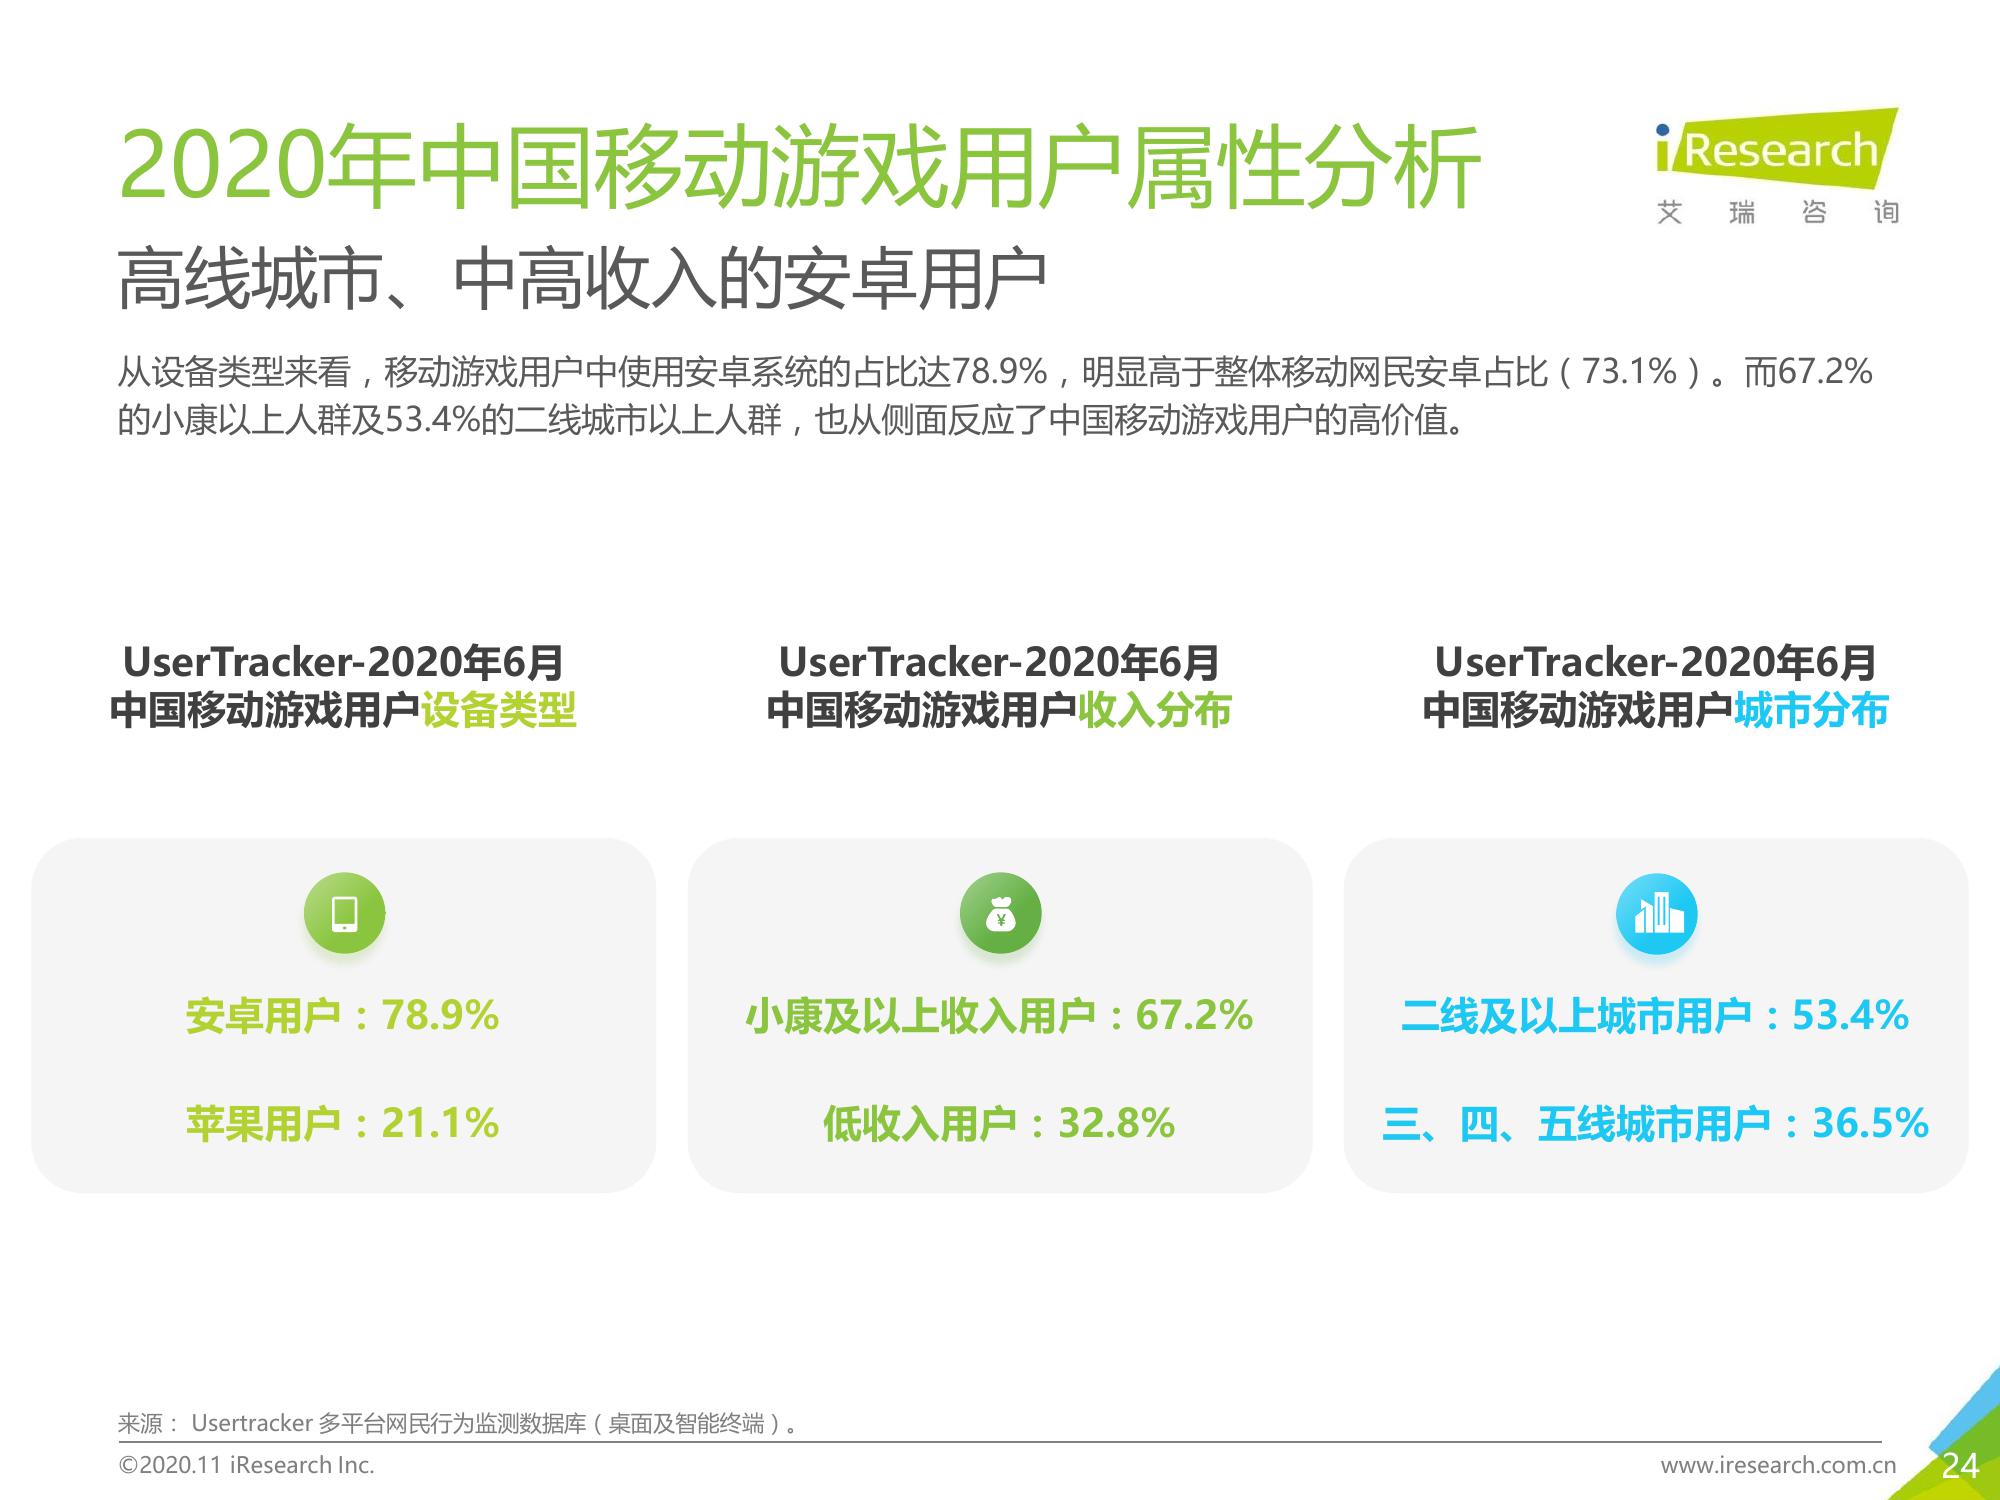 2020年中国移动游戏用户属性分析
iResearch
艾瑞咨询
高线城市、中高收入的安卓用户
从设备类型来看，移动游戏用户中使用安卓系统的占比达78.9%，明显高于整体移动网民安卓占比（73.1%）。而67.2%
的小康以上人群及53.4%的二线城市以上人群，也从侧面反应了中国移动游戏用户的高价值。
UserTracker-2020年6月
中国移动游戏用户设备类型
UserTracker-2020年6月
中国移动游戏用户收入分布
UserTracker-2020年6月
中国移动游戏用户城市分布
安卓用户：78.9%
苹果用户：21.1%
¥
小康及以上收入用户：67.2%
低收入用户：32.8%
二线及以上城市用户：53.4%
三、四、五线城市用户：36.5%
来源： Usertracker 多平台网民行为监测数据库（桌面及智能终端）。
©2020.11 iResearch Inc.
www.iresearch.com.cn
24